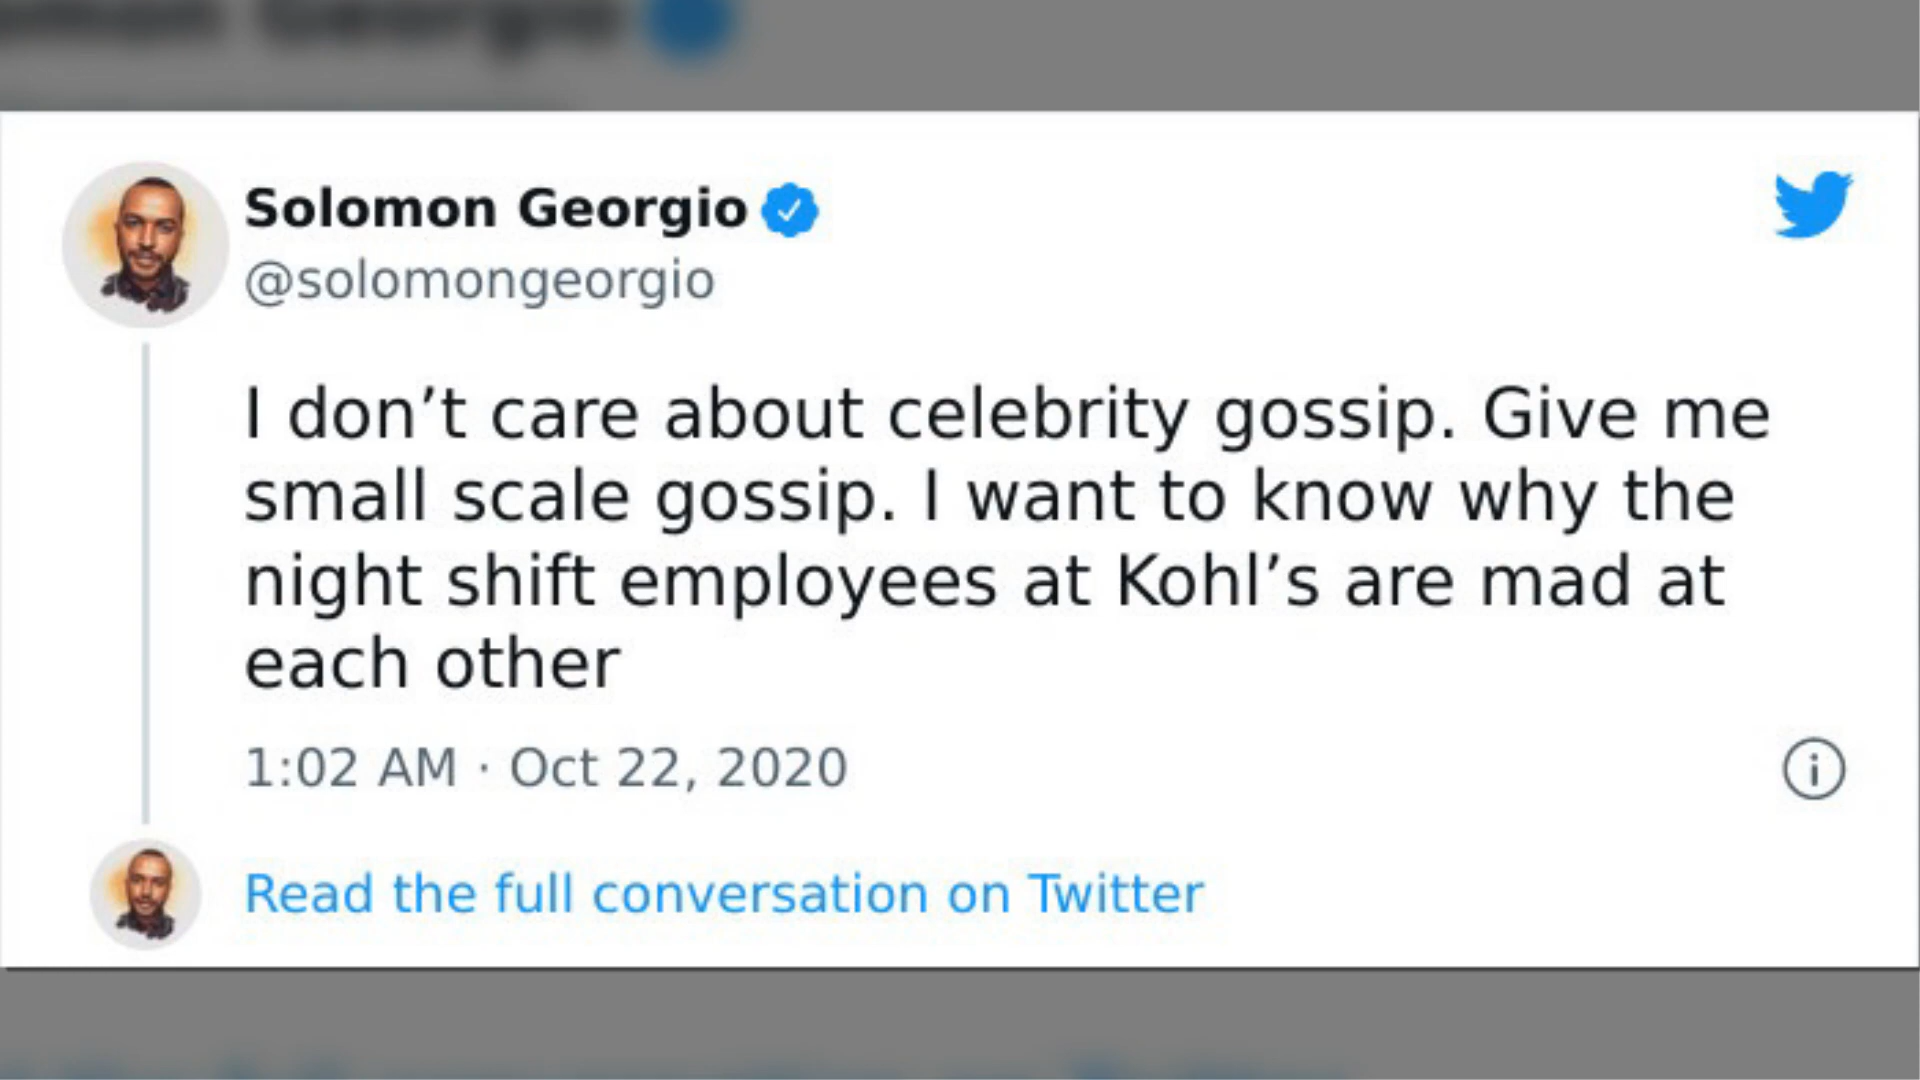 Solomon Georgio
@solomongeorgio
I don’t care about celebrity gossip. Give me
small scale gossip. I want to know why the
night shift employees at Kohl’s are mad at
each other
1:02 AM · Oct 22, 2020
Read the full conversation on Twitter